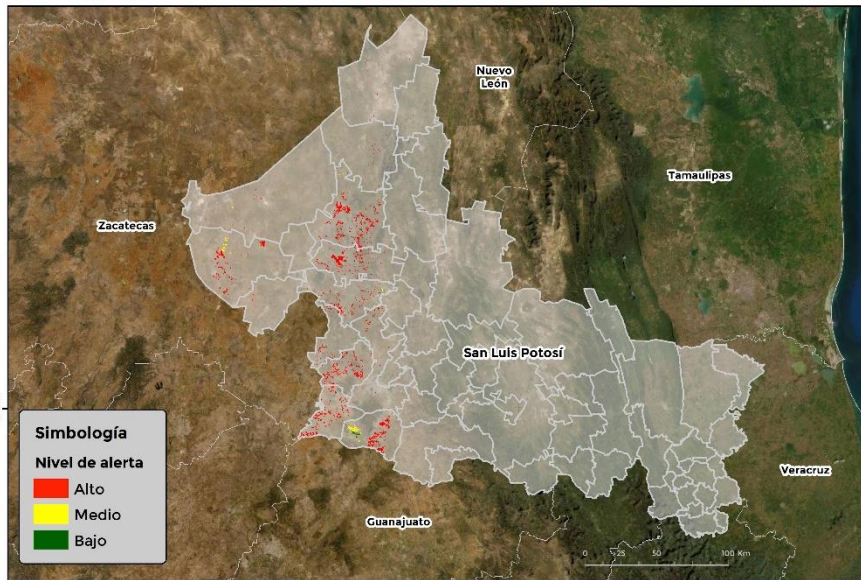 Nuevo
León
Tamaulipas
Zacatecas
San Luis Potosí
Veracruz
Guanajuato
Simbología
Nivel de alerta
Alto
Medio
Bajo
0 25 50 100 Km